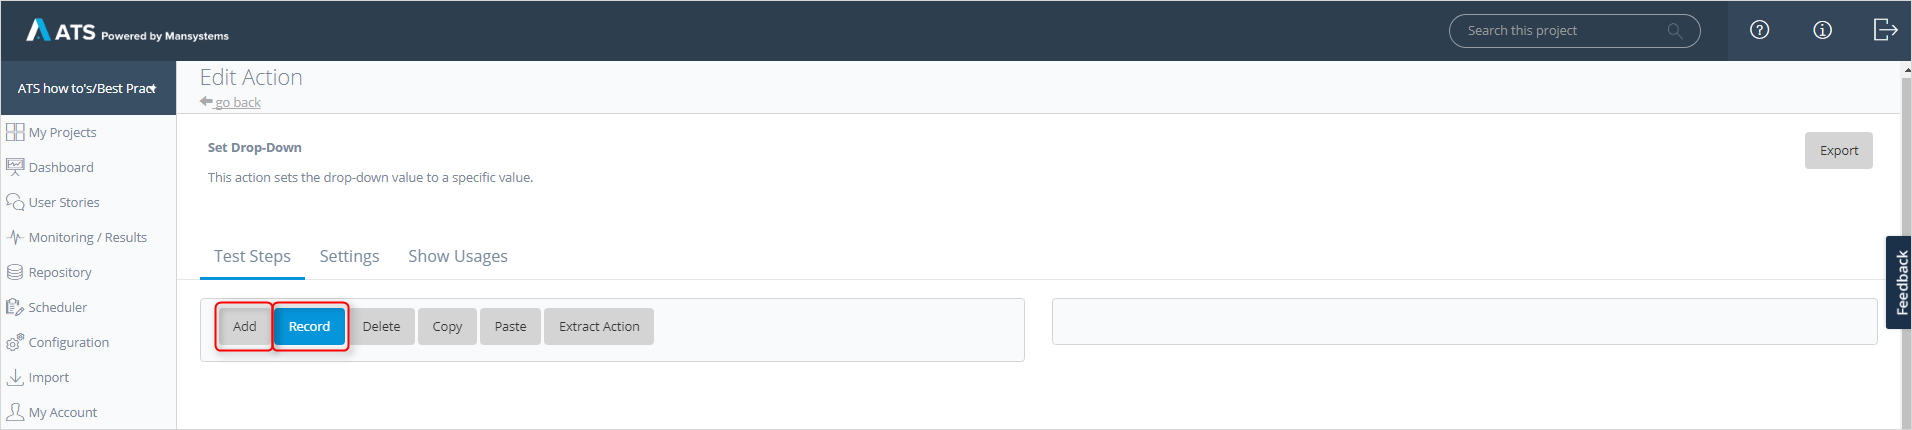 ATS Powered by Mansystems
Search this project
ATS how to's/Best Pract
Edit Action
go back
My Projects
Dashboard
User Stories
Monitoring / Results
Repository
Scheduler
Configuration
Import
My Account
Set Drop-Down
Export
This action sets the drop-down value to a specific value.
Test Steps Settings Show Usages
Add Record Delete Copy Paste Extract Action
Feedback